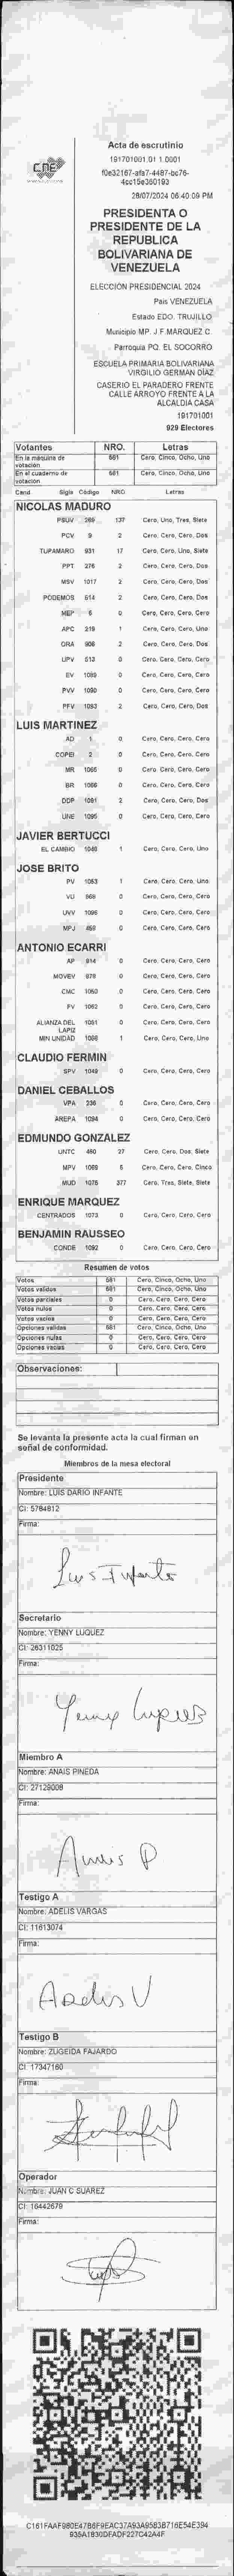 CNE
Acta de escrutinio
191701001.01.1.0001
f0e32167-afa7-4487-bc76-
4cc15e360193
28/07/2024 06:40:09 PM
PRESIDENTA O
PRESIDENTE DE LA
REPUBLICA
BOLIVARIANA DE
VENEZUELA
ELECCIÓN PRESIDENCIAL 2024
Pais VENEZUELA
Estado EDO. TRUJILLO
Municipio MP. J F MARQUEZ C.
Parroquia PQ. EL SOCORRO
ESCUELA PRIMARIA BOLIVARIANA
VIRGILIO GERMAN DÍAZ
CASERIO EL PARADERO FRENTE
CALLE ARROYO FRENTE A LA
ALCALDIA CASA
191701001
929 Electores
Votantes NRO. Letras
En la máquina de votación 581 Cero, Cinco, Ocho, Uno
En el cuaderno de votación 581 Cero, Cinco, Ocho, Uno
Cand Sigla Código NRO Letras
NICOLAS MADURO
PSUV 269 137 Cero, Uno, Tres, Siete
PCV 9 2 Cero, Cero, Cero, Dos
TUPAMARO 931 17 Cero, Cero, Uno, Siete
PPT 276 2 Cero, Cero, Cero, Dos
MSV 1017 2 Cero, Cero, Cero, Dos
PODEMOS 514 2 Cero, Cero, Cero, Dos
MEP 6 0 Cero, Cero, Cero, Cero
APC 219 1 Cero, Cero, Cero, Uno
ORA 908 2 Cero, Cero, Cero, Dos
UPV 512 0 Cero, Cero, Cero, Cero
EV 1089 0 Cero, Cero, Cero, Cero
PVV 1090 0 Cero, Cero, Cero, Cero
PFV 1093 2 Cero, Cero, Cero, Dos
LUIS MARTINEZ
AD 1 0 Cero, Cero, Cero, Cero
COPEI 2 0 Cero, Cero, Cero, Cero
MR 1065 0 Cero, Cero, Cero, Cero
BR 1066 0 Cero, Cero, Cero, Cero
DDP 1091 2 Cero, Cero, Cero, Dos
UNE 1095 0 Cero, Cero, Cero, Cero
JAVIER BERTUCCI
EL CAMBIO 1046 1 Cero, Cero, Cero, Uno
JOSE BRITO
PV 1053 1 Cero, Cero, Cero, Uno
VU 968 0 Cero, Cero, Cero, Cero
UVV 1096 0 Cero, Cero, Cero, Cero
MPJ 459 0 Cero, Cero, Cero, Cero
ANTONIO ECARRI
AP 914 0 Cero, Cero, Cero, Cero
MOVEV 979 0 Cero, Cero, Cero, Cero
CMC 1050 0 Cero, Cero, Cero, Cero
FV 1062 0 Cero, Cero, Cero, Cero
ALIANZA DEL LAPIZ 1051 0 Cero, Cero, Cero, Cero
MIN UNIDAD 1098 1 Cero, Cero, Cero, Uno
CLAUDIO FERMIN
SPV 1049 0 Cero, Cero, Cero, Cero
DANIEL CEBALLOS
VPA 236 0 Cero, Cero, Cero, Cero
AREPA 1094 0 Cero, Cero, Cero, Cero
EDMUNDO GONZALEZ
UNTC 460 27 Cero, Cero, Dos, Siete
MPV 1069 5 Cero, Cero, Cero, Cinco
MUD 1075 377 Cero, Tres, Siete, Siete
ENRIQUE MARQUEZ
CENTRADOS 1073 0 Cero, Cero, Cero, Cero
BENJAMIN RAUSSEO
CONDE 1092 0 Cero, Cero, Cero, Cero
Resumen de votos
Votos 581 Cero, Cinco, Ocho, Uno
Votos validos 581 Cero, Cinco, Ocho, Uno
Votos parciales 0 Cero, Cero, Cero, Cero
Votos nulos 0 Cero, Cero, Cero, Cero
Votos vacíos 0 Cero, Cero, Cero, Cero
Opciones validas 581 Cero, Cinco, Ocho, Uno
Opciones nulas 0 Cero, Cero, Cero, Cero
Opciones vacías 0 Cero, Cero, Cero, Cero
Observaciones:
Se levanta la presente acta la cual firman en
señal de conformidad.
Miembros de la mesa electoral
Presidente
Nombre: LUIS DARIO INFANTE
CI: 5764812
Firma:
Luis Infante
Secretario
Nombre: YENNY LUQUEZ
CI: 26311025
Firma:
Yenny Luquez
Miembro A
Nombre: ANAIS PINEDA
CI: 27129008
Firma:
Anais P
Testigo A
Nombre: ADELIS VARGAS
CI: 11613074
Firma:
Adelis V
Testigo B
Nombre: ZUGEIDA FAJARDO
CI: 17347160
Firma:
Operador
Nombre: JUAN C SUAREZ
CI: 16442679
Firma:
C161FAAF980E47B6F9EAC37A93A9583B716E54E394
935A1830DFADF227C42A4F